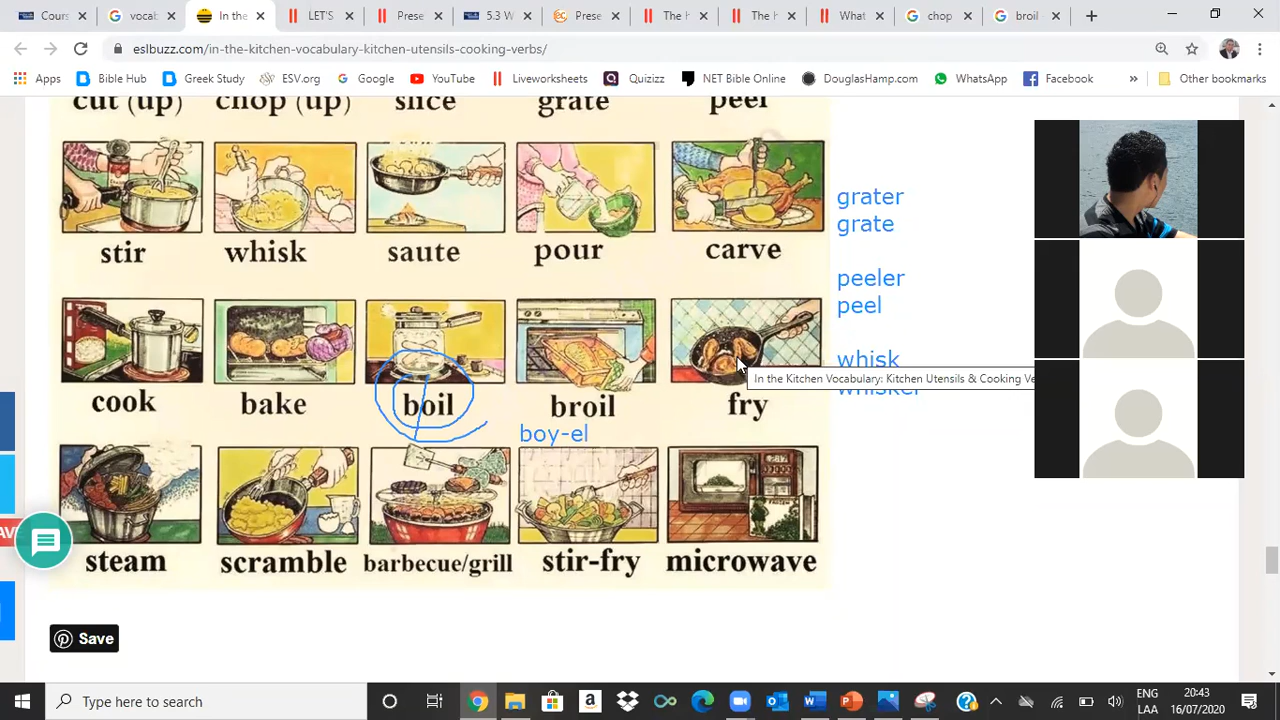 Cours
vocab
In the
LET'S
Prese
5.3 W
Prese
The H
The H
What
chop
broil -
eslbuzz.com/in-the-kitchen-vocabulary-kitchen-utensils-cooking-verbs/
Apps Bible Hub Greek Study ESV.org Google YouTube Liveworksheets Quizizz NET Bible Online DouglasHamp.com WhatsApp Facebook » Other bookmarks
cut (up) chop (up) slice grate peel
stir whisk saute pour carve
grater
grate
peeler
peel
whisk
whisker
In the Kitchen Vocabulary: Kitchen Utensils & Cooking Ve
cook bake boil broil fry
boy-el
steam scramble barbecue/grill stir-fry microwave
Save
Type here to search
ENG
LAA
20:43
16/07/2020